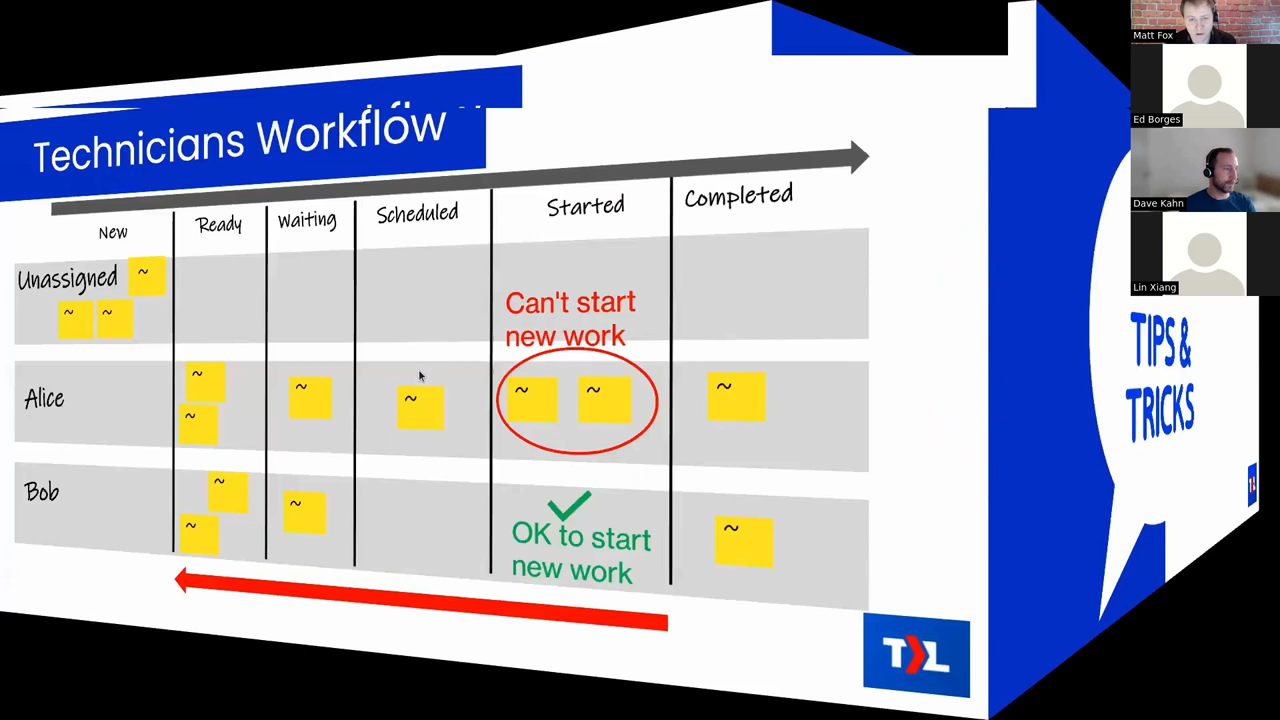 Technicians Workflow
New
Ready
Waiting
Scheduled
Started
Completed
Unassigned
~
~
~
Can't start
new work
Alice
~
~
~
~
~
~
~
Bob
~
~
~
OK to start
new work
~
TIPS &
TRICKS
TXL
Matt Fox
Ed Borges
Dave Kahn
Lin Xiang